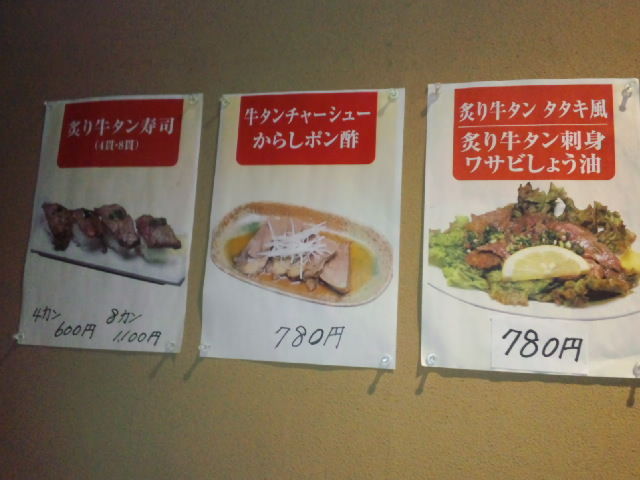 炙り牛タン寿司
(4貫・8貫)
4カン 8カン
600円 1,100円
牛タンチャーシュー
からしポン酢
780円
炙り牛タン タタキ風
炙り牛タン刺身
ワサビしょう油
780円